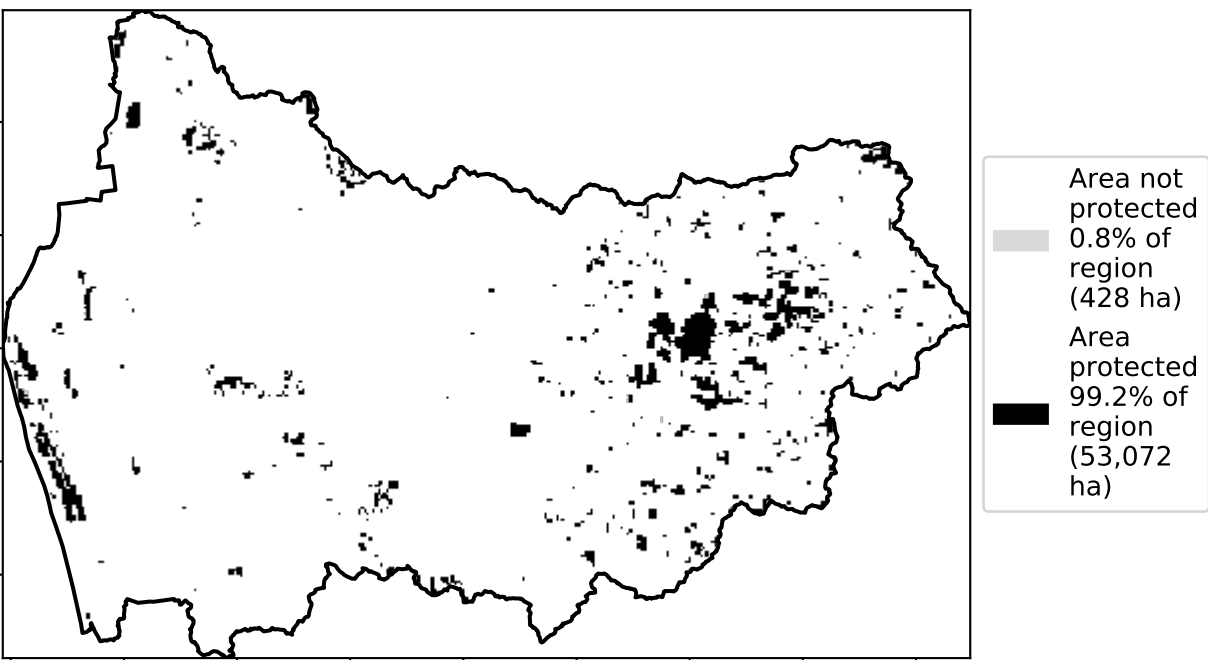 Area not
protected
0.8% of
region
(428 ha)
Area
protected
99.2% of
region
(53,072
ha)